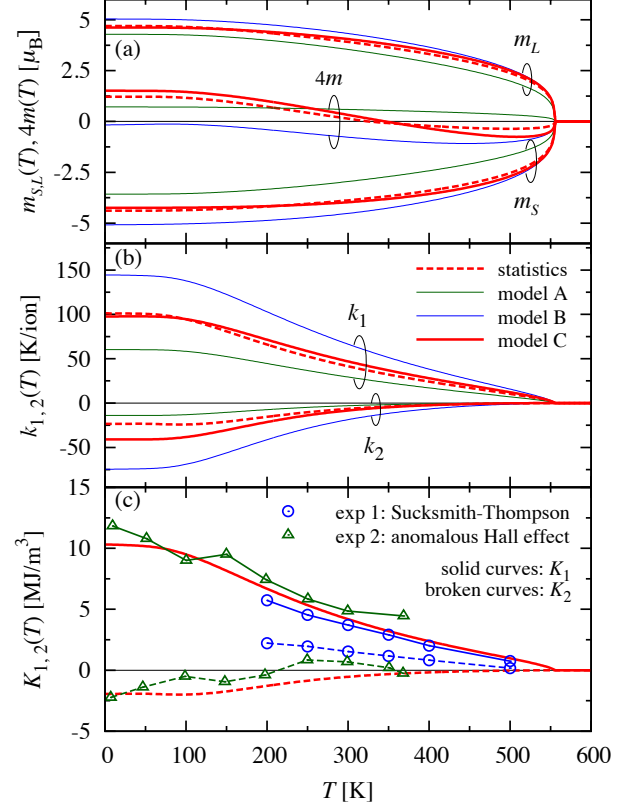 5
2.5
0
-2.5
-5
m_{S,L}(T), 4m(T) [μ_B]
(a)
4m
m_L
m_S
150
100
50
0
-50
k_{1,2}(T) [K/ion]
(b)
statistics
model A
model B
model C
k_1
k_2
15
10
5
0
-5
K_{1,2}(T) [MJ/m^3]
(c)
exp 1: Sucksmith-Thompson
exp 2: anomalous Hall effect
solid curves: K_1
broken curves: K_2
0 100 200 300 400 500 600
T [K]